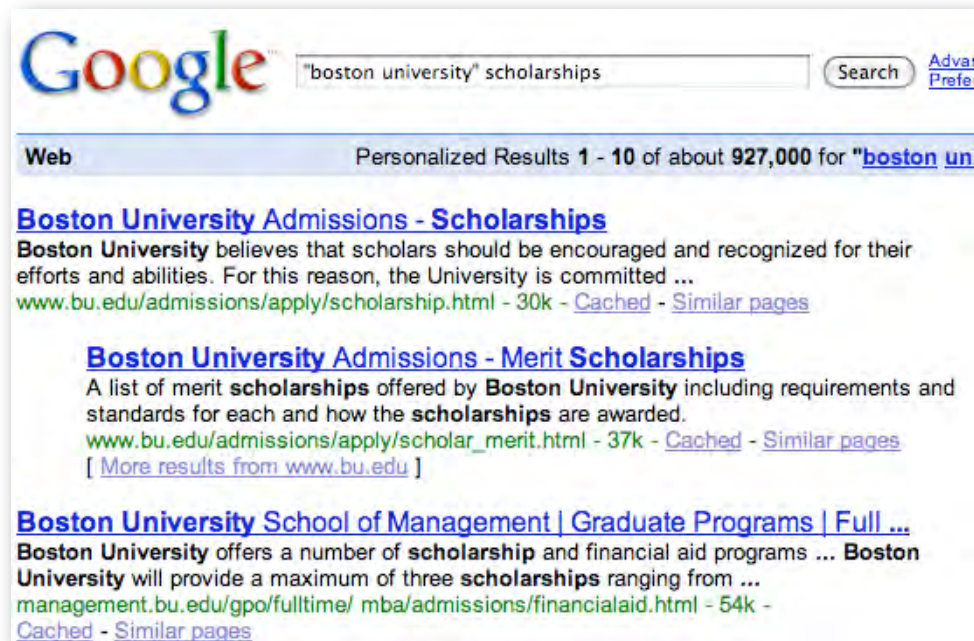 Google™ "boston university" scholarships Search Advan
Prefer
Web Personalized Results 1 - 10 of about 927,000 for "boston un
Boston University Admissions - Scholarships
Boston University believes that scholars should be encouraged and recognized for their
efforts and abilities. For this reason, the University is committed ...
www.bu.edu/admissions/apply/scholarship.html - 30k - Cached - Similar pages
Boston University Admissions - Merit Scholarships
A list of merit scholarships offered by Boston University including requirements and
standards for each and how the scholarships are awarded.
www.bu.edu/admissions/apply/scholar_merit.html - 37k - Cached - Similar pages
[ More results from www.bu.edu ]
Boston University School of Management | Graduate Programs | Full ...
Boston University offers a number of scholarship and financial aid programs ... Boston
University will provide a maximum of three scholarships ranging from ...
management.bu.edu/gpo/fulltime/ mba/admissions/financialaid.html - 54k -
Cached - Similar pages